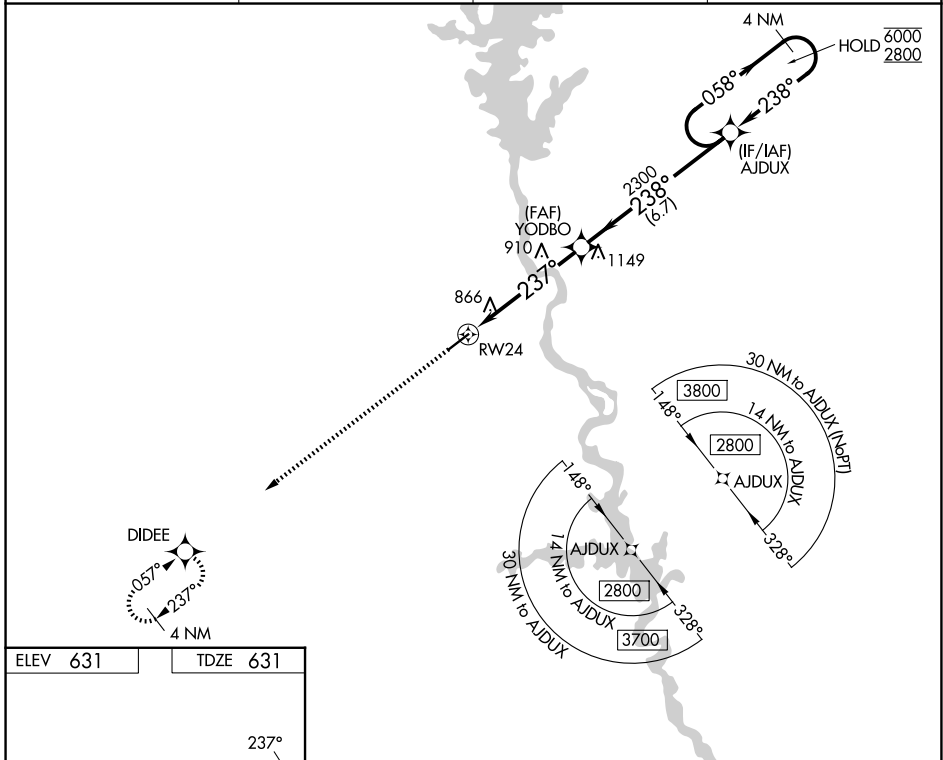 4 NM
HOLD 6000
2800
058°
238°
(IF/IAF)
AJDUX
2300
238°
(6.7)
(FAF)
YODBO
910
1149
237°
866
RW24
30 NM to AJDUX (NoPT)
3800
148°
14 NM to AJDUX
2800
AJDUX
328°
148°
AJDUX
14 NM to AJDUX
2800
30 NM to AJDUX
328°
3700
DIDEE
057°
237°
4 NM
ELEV 631
TDZE 631
237°